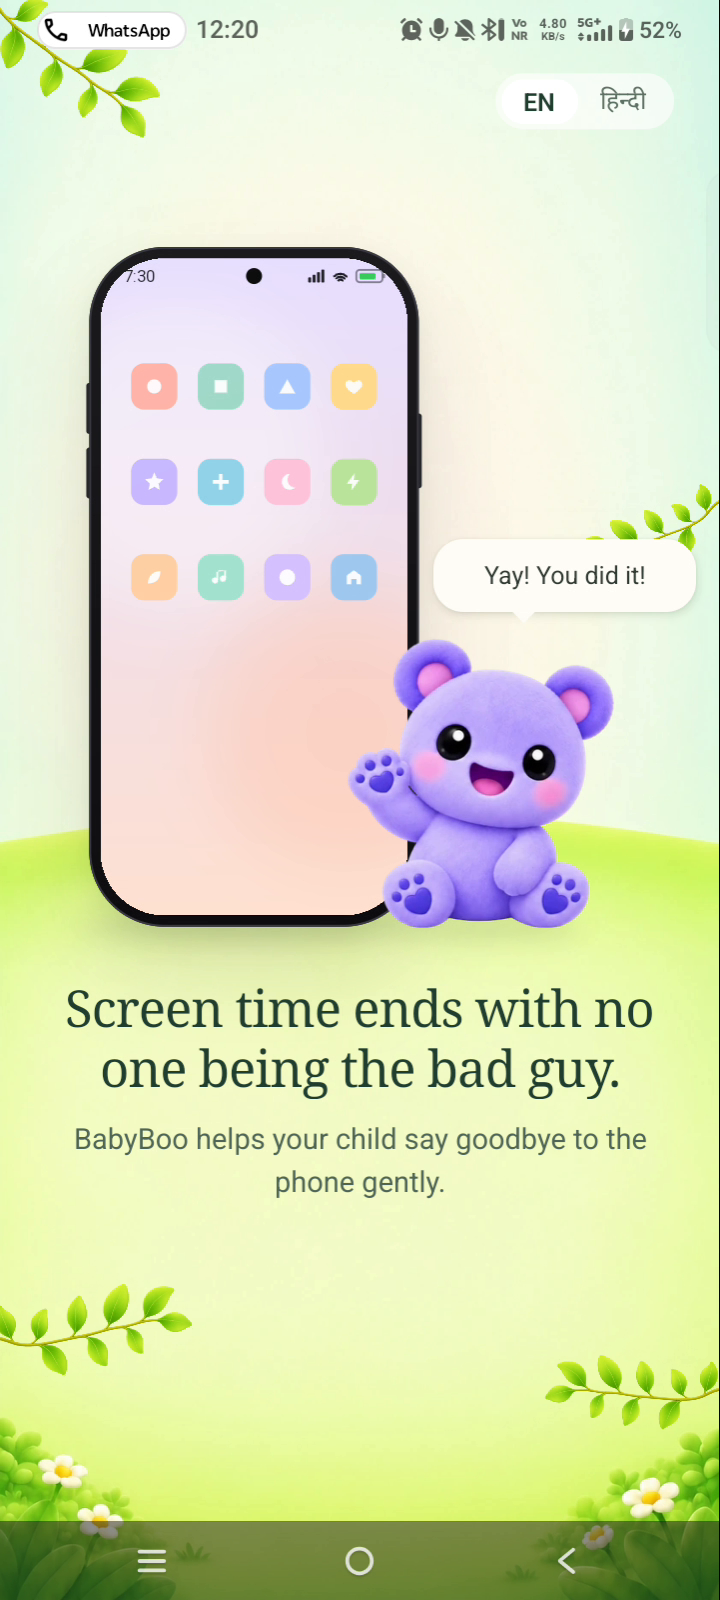 WhatsApp 12:20 Vo NR 4.80 KB/s 5G+ 52%
EN हिन्दी
7:30
Yay! You did it!
Screen time ends with no
one being the bad guy.
BabyBoo helps your child say goodbye to the
phone gently.